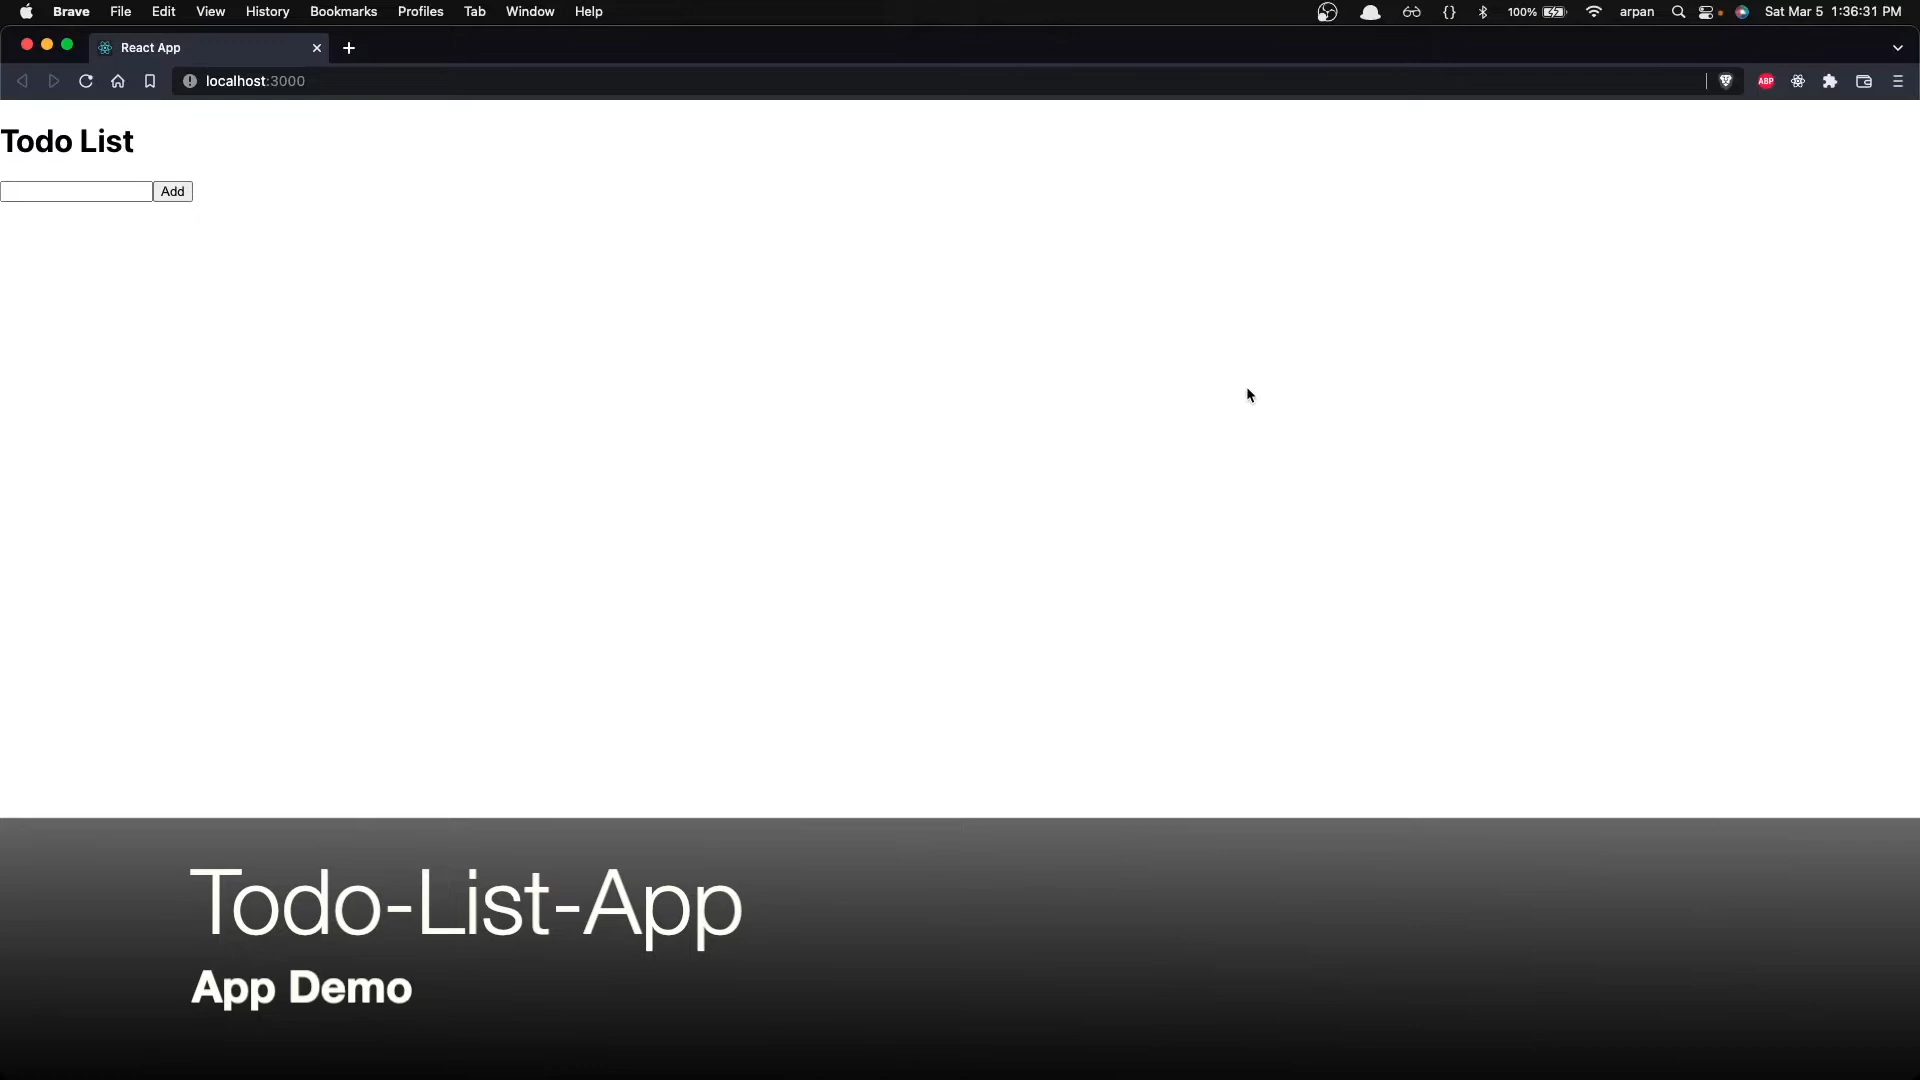 Brave File Edit View History Bookmarks Profiles Tab Window Help 100% arpan Sat Mar 5 1:36:31 PM
React App
localhost:3000 ABP
Todo List
Add
Todo-List-App
App Demo